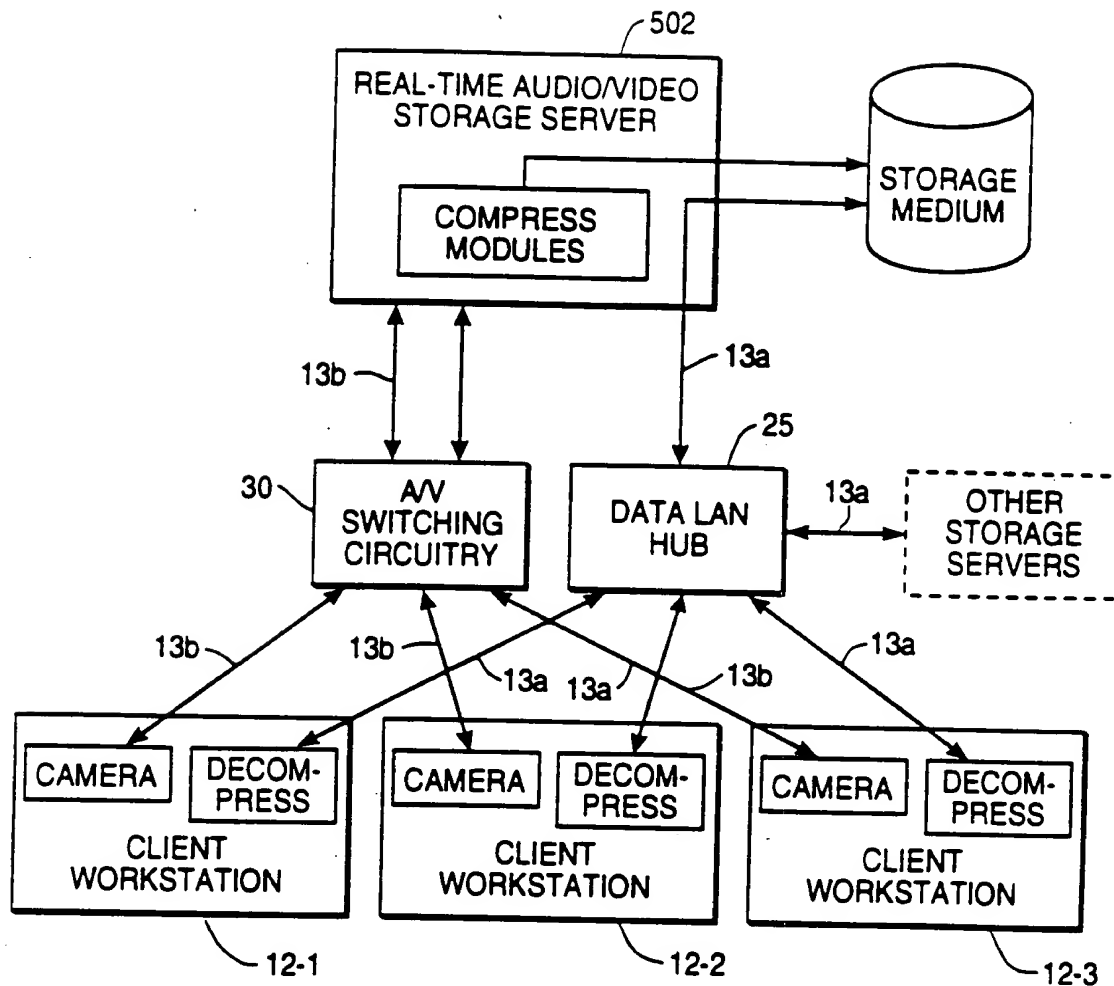 502
REAL-TIME AUDIO/VIDEO
STORAGE SERVER
COMPRESS
MODULES
STORAGE
MEDIUM
13b
13a
30
A/V
SWITCHING
CIRCUITRY
25
DATA LAN
HUB
13a
OTHER
STORAGE
SERVERS
13b
13b
13a
13a
13b
13a
CAMERA
DECOM-
PRESS
CLIENT
WORKSTATION
CAMERA
DECOM-
PRESS
CLIENT
WORKSTATION
CAMERA
DECOM-
PRESS
CLIENT
WORKSTATION
12-1
12-2
12-3